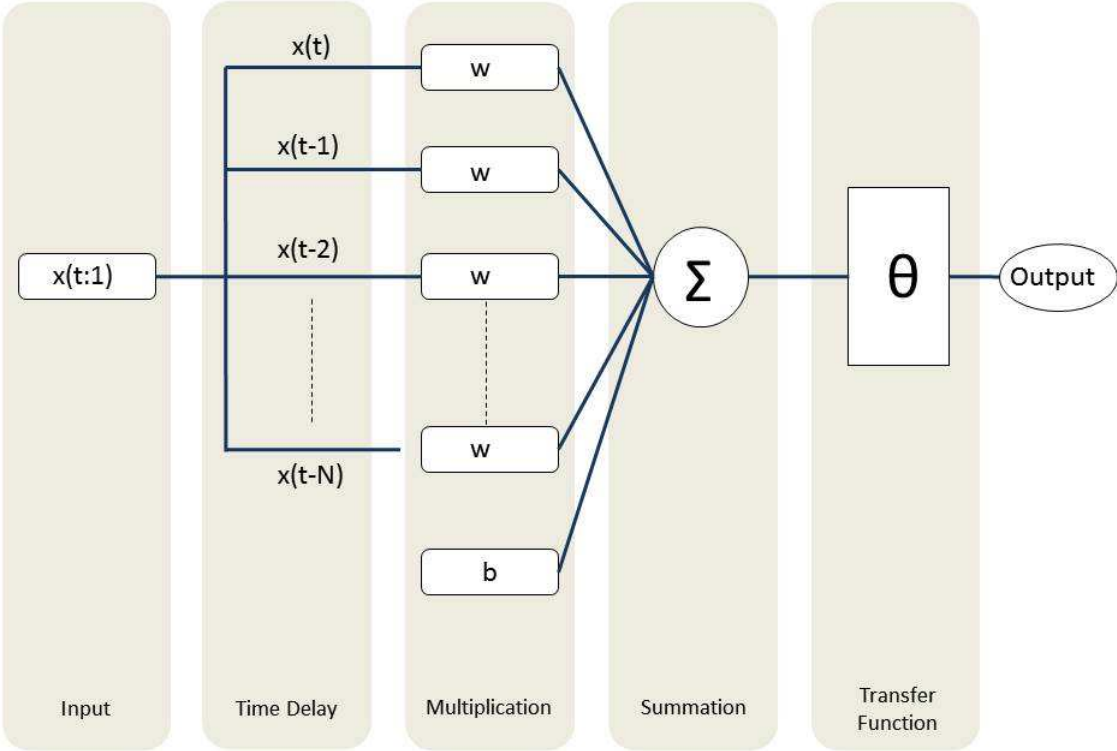 x(t)
w
x(t-1)
w
x(t-2)
x(t:1)
w
Σ
θ
Output
w
x(t-N)
b
Input
Time Delay
Multiplication
Summation
Transfer
Function